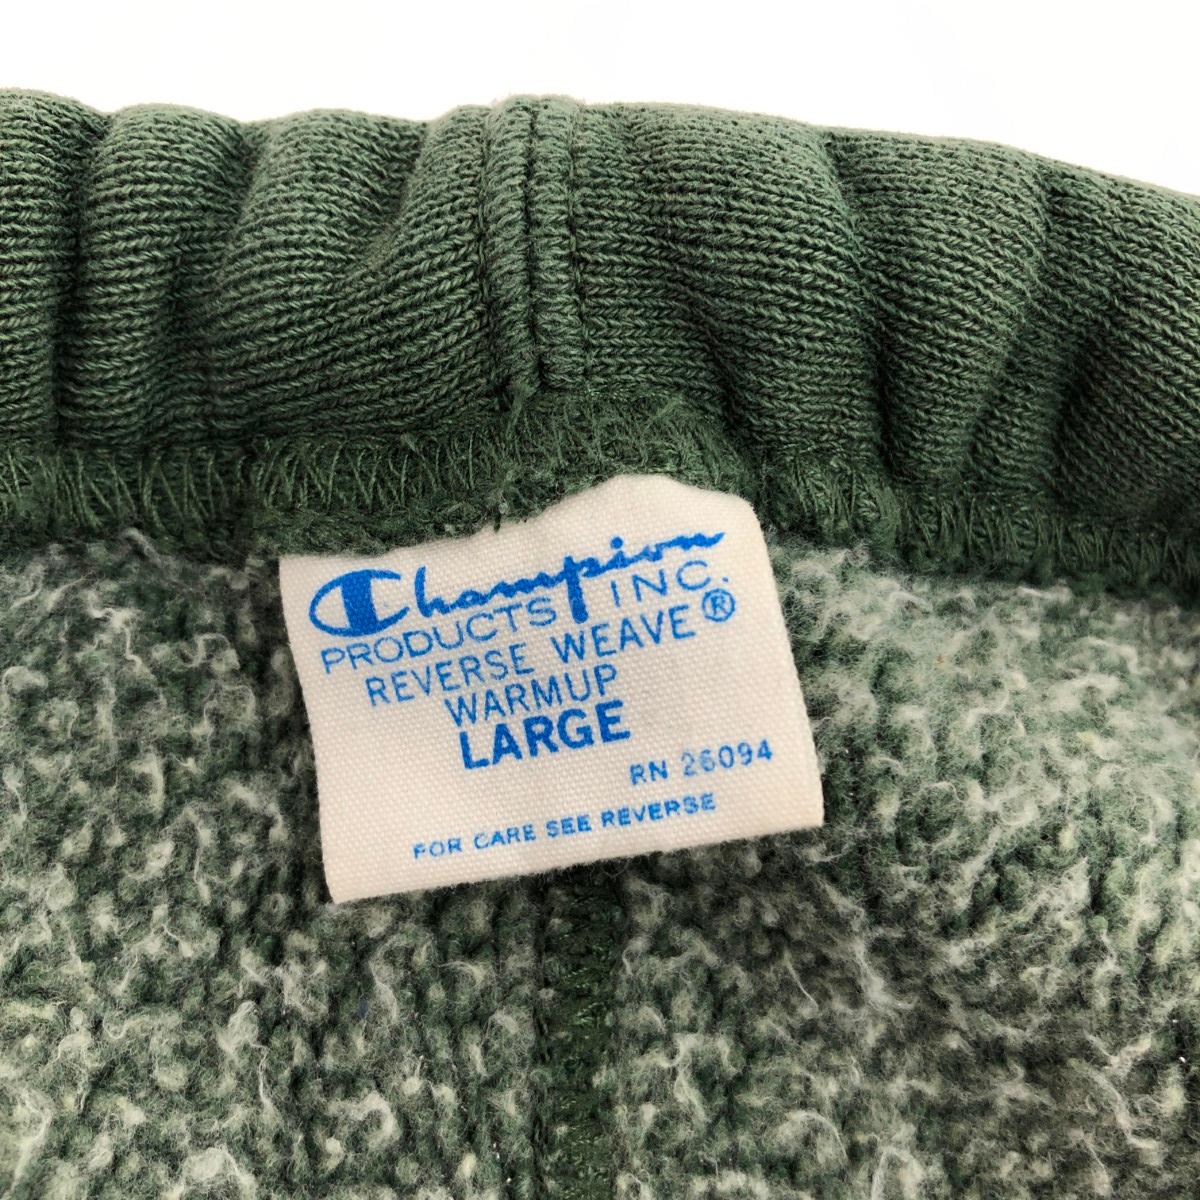 Champion
PRODUCTS INC.
REVERSE WEAVE®
WARMUP
LARGE
RN 26094
FOR CARE SEE REVERSE